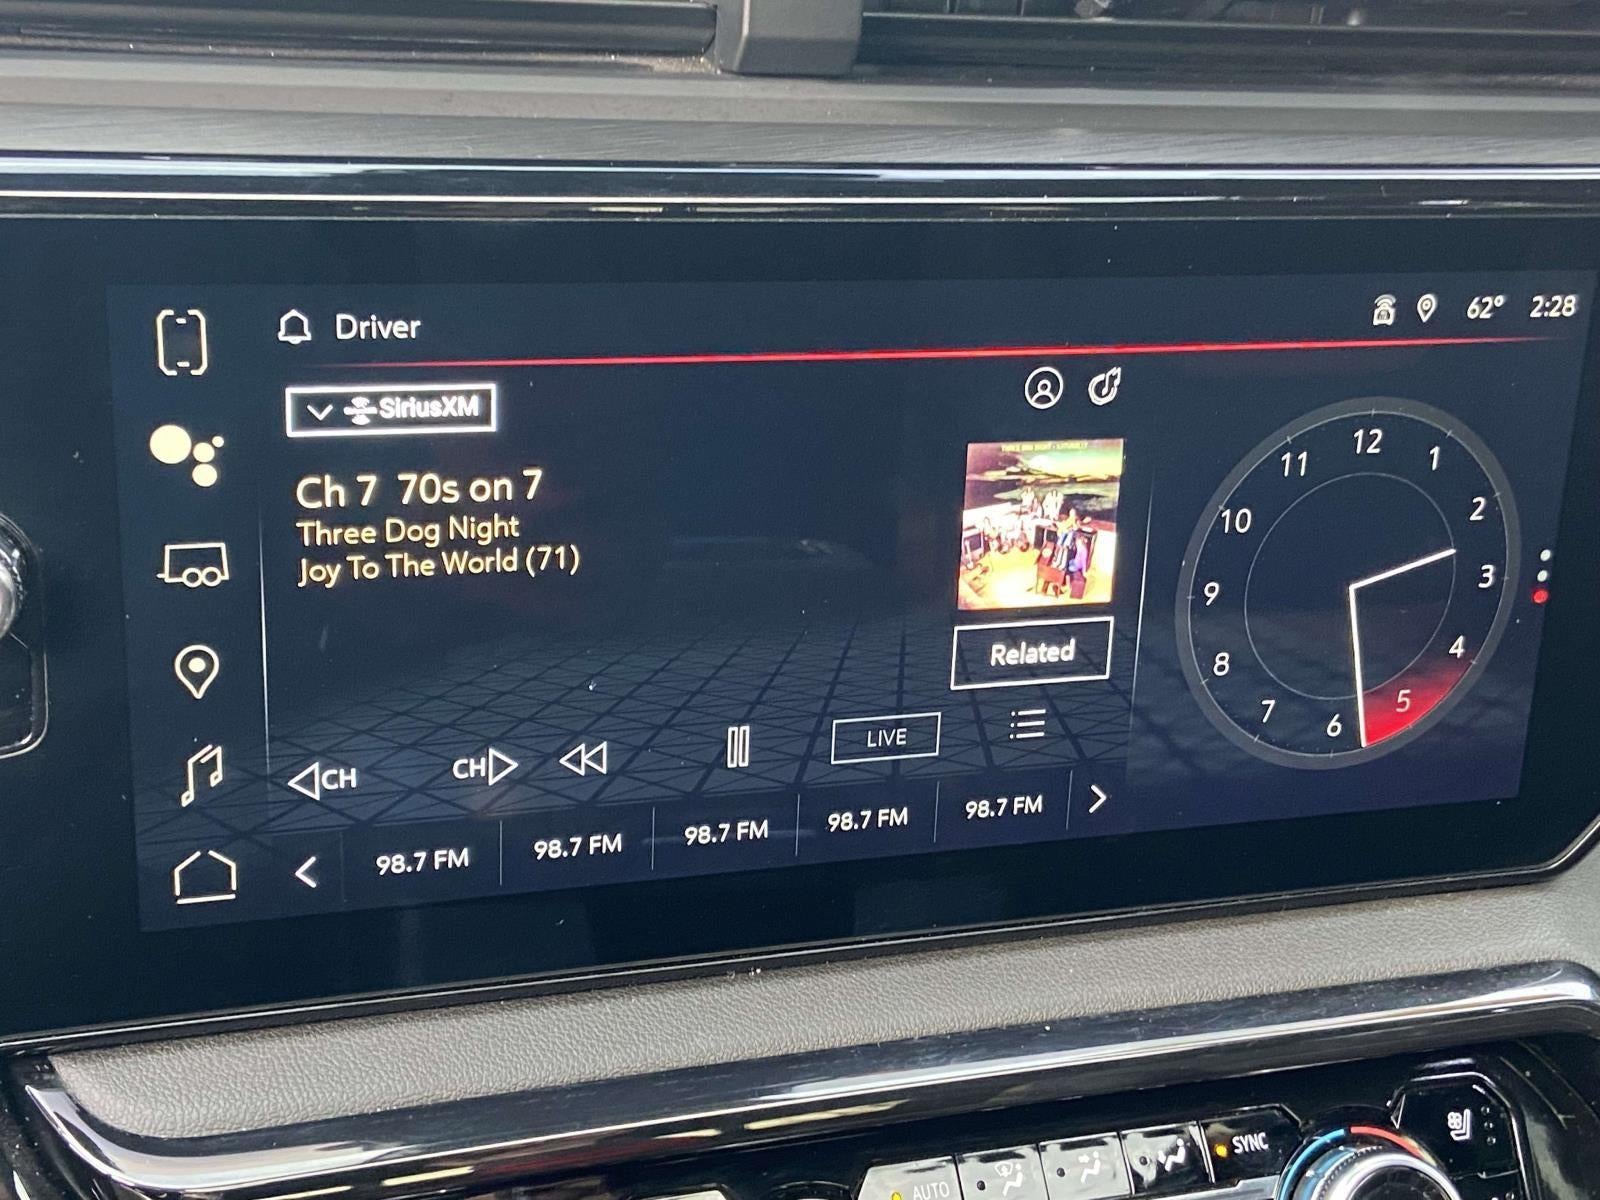 Driver
62° 2:28
SiriusXM
Ch 7 70s on 7
Three Dog Night
Joy To The World (71)
Related
CH
CH
LIVE
98.7 FM
98.7 FM
98.7 FM
98.7 FM
98.7 FM
12
1
2
3
4
5
6
7
8
9
10
11
AUTO
SYNC